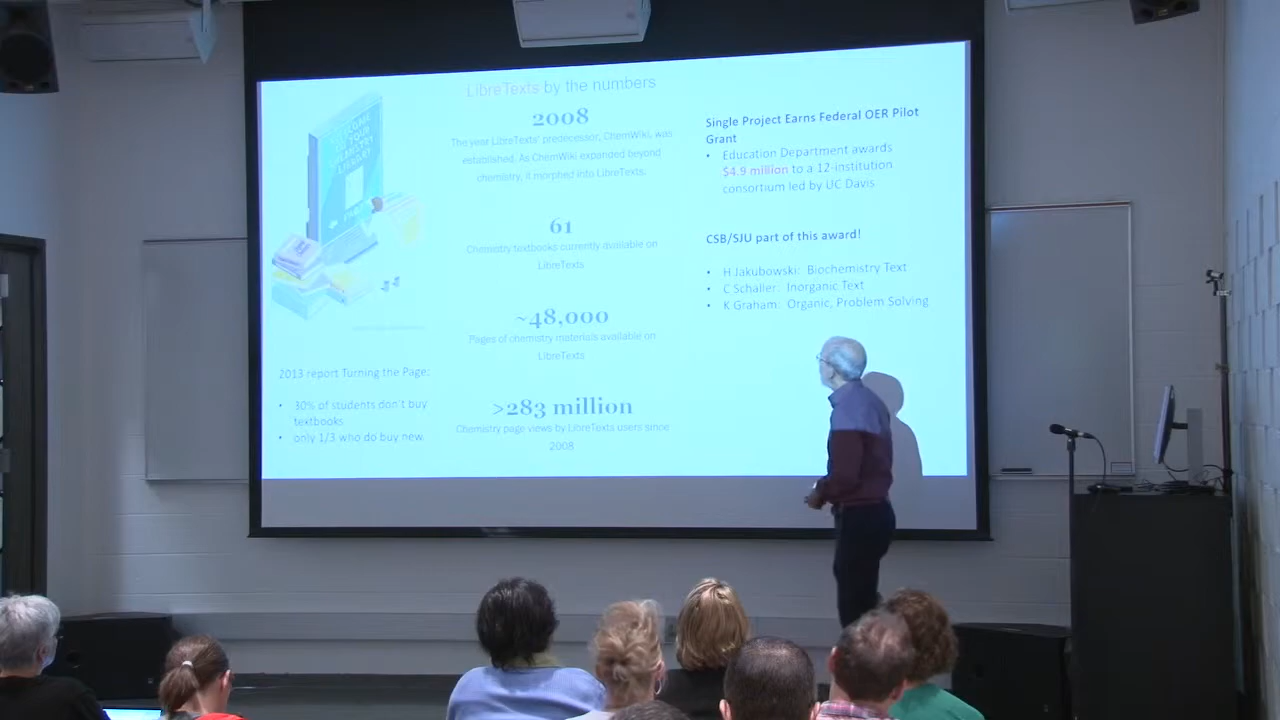 LibreTexts by the numbers
2008
The year LibreTexts' predecessor, ChemWiki, was
established. As ChemWiki expanded beyond
chemistry, it morphed into LibreTexts.
61
Chemistry textbooks currently available on
LibreTexts
~48,000
Pages of chemistry materials available on
LibreTexts
>283 million
Chemistry page views by LibreTexts users since
2008
2013 report Turning the Page:
• 30% of students don't buy
textbooks
• only 1/3 who do buy new.
Single Project Earns Federal OER Pilot
Grant
• Education Department awards
$4.9 million to a 12-institution
consortium led by UC Davis
CSB/SJU part of this award!
• H Jakubowski: Biochemistry Text
• C Schaller: Inorganic Text
• K Graham: Organic, Problem Solving